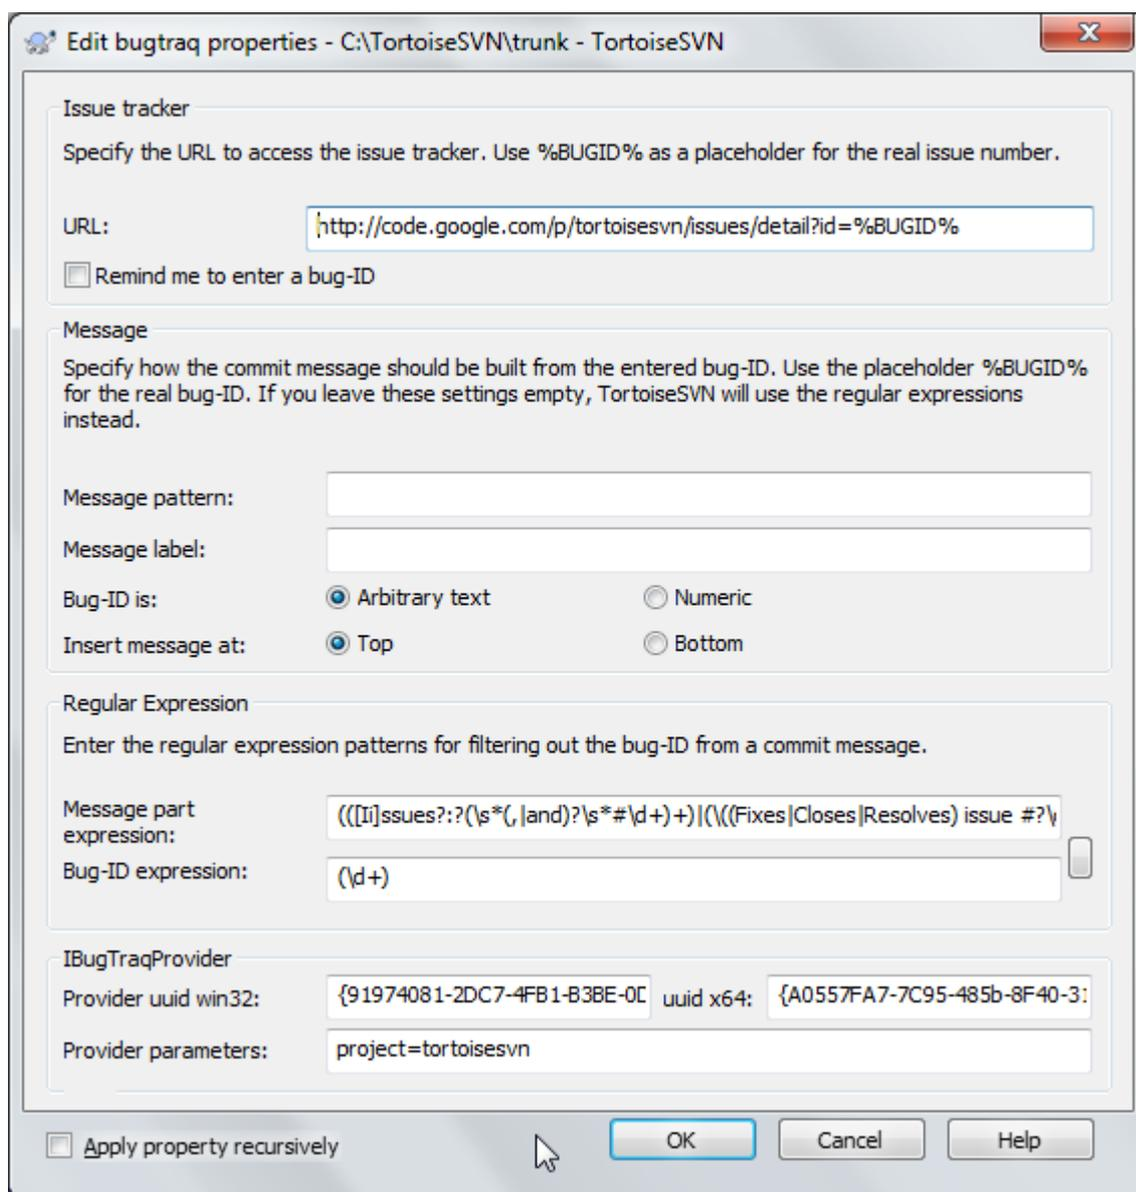 Edit bugtraq properties - C:\TortoiseSVN\trunk - TortoiseSVN
Issue tracker
Specify the URL to access the issue tracker. Use %BUGID% as a placeholder for the real issue number.
URL: http://code.google.com/p/tortoisesvn/issues/detail?id=%BUGID%
Remind me to enter a bug-ID
Message
Specify how the commit message should be built from the entered bug-ID. Use the placeholder %BUGID%
for the real bug-ID. If you leave these settings empty, TortoiseSVN will use the regular expressions
instead.
Message pattern:
Message label:
Bug-ID is: Arbitrary text Numeric
Insert message at: Top Bottom
Regular Expression
Enter the regular expression patterns for filtering out the bug-ID from a commit message.
Message part
expression: (([Ii]ssues?:?(\s*(,|and)?\s*#\d+)+)|(\((Fixes|Closes|Resolves) issue #?\
Bug-ID expression: (\d+)
IBugTraqProvider
Provider uuid win32: {91974081-2DC7-4FB1-B3BE-0D uuid x64: {A0557FA7-7C95-485b-8F40-31
Provider parameters: project=tortoisesvn
Apply property recursively OK Cancel Help